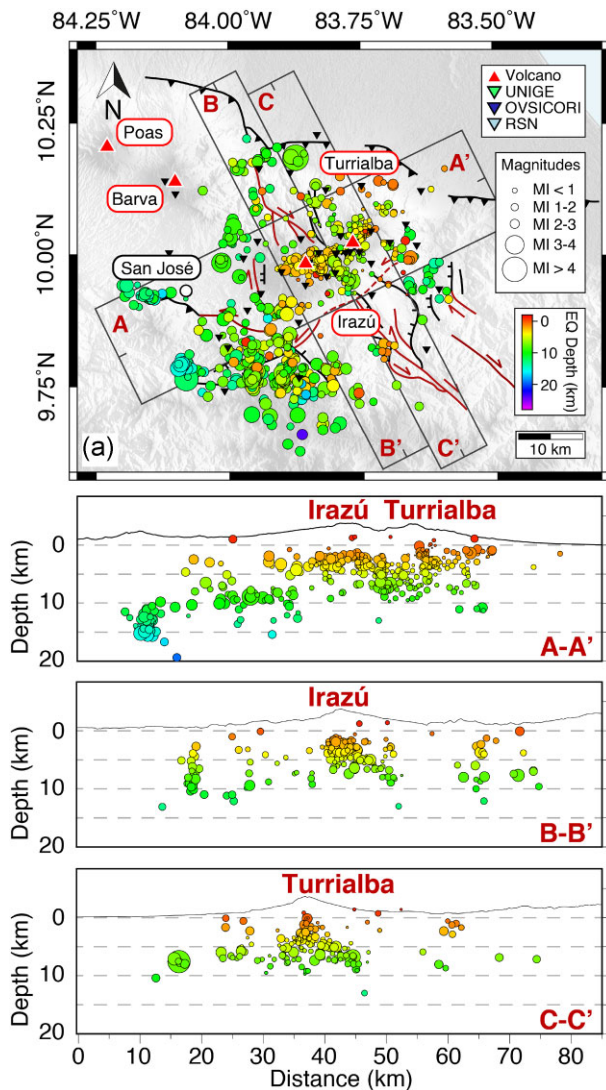 84.25°W 84.00°W 83.75°W 83.50°W
10.25°N
10.00°N
9.75°N
N
B
C
A'
A
B'
C'
Poas
Barva
San José
Turrialba
Irazú
Volcano
UNIGE
OVSICORI
RSN
Magnitudes
Ml < 1
Ml 1-2
Ml 2-3
Ml 3-4
Ml > 4
EQ Depth (km)
0
10
20
10 km
(a)
Irazú Turrialba
Depth (km)
0
10
20
A-A'
Irazú
Depth (km)
0
10
20
B-B'
Turrialba
Depth (km)
0
10
20
C-C'
0 10 20 30 40 50 60 70 80
Distance (km)